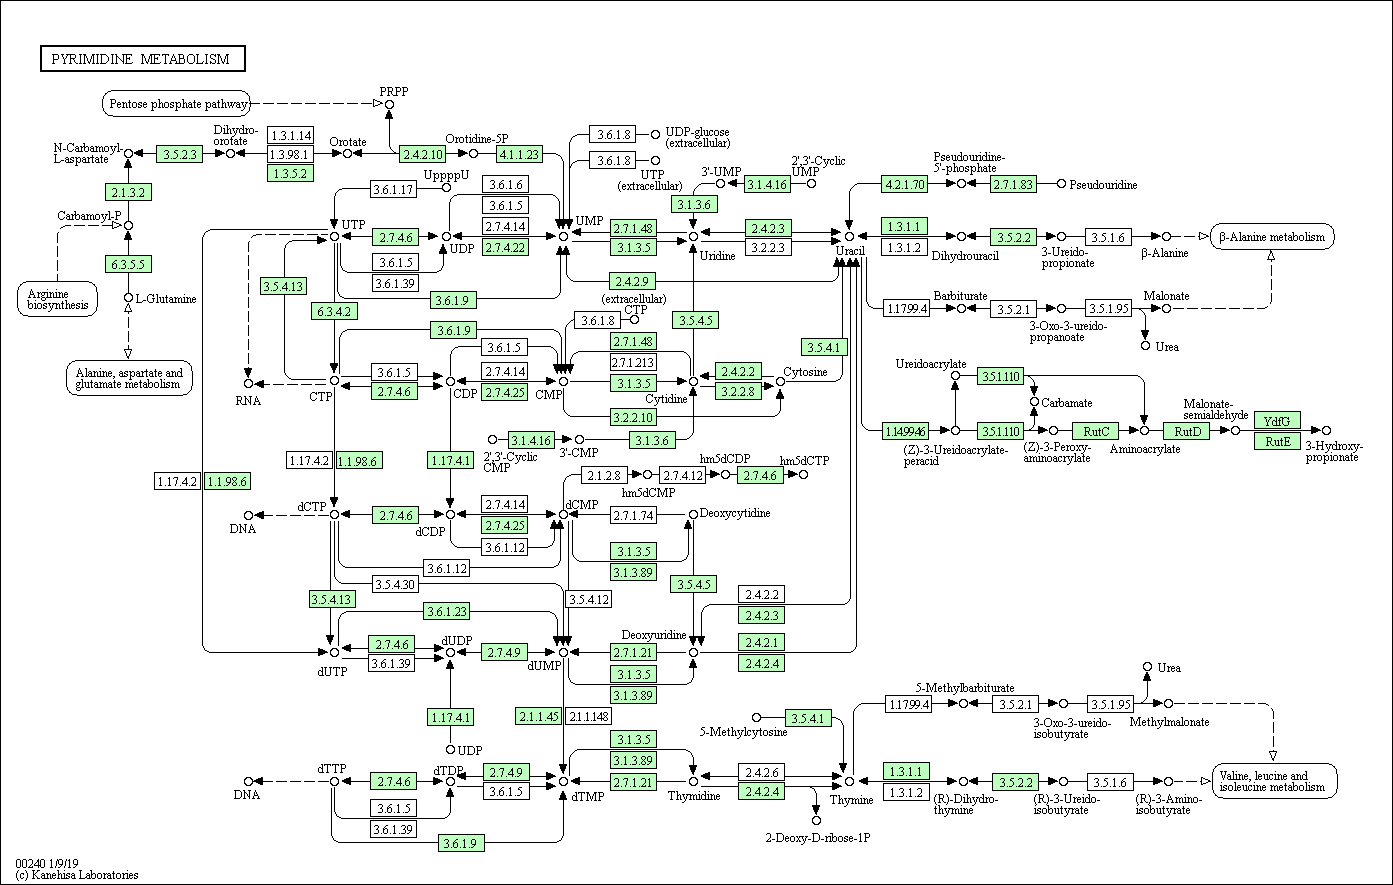 PYRIMIDINE METABOLISM
PRPP
Pentose phosphate pathway
Dihydro-
orotate
1.3.1.14
Orotate
Orotidine-5P
3.6.1.8
UDP-glucose
(extracellular)
N-Carbamoyl-
L-aspartate
3.5.2.3
1.3.98.1
2.4.2.10
4.1.1.23
1.3.5.2
3.6.1.8
UTP
(extracellular)
3'-UMP
3.1.4.16
2',3'-Cyclic
UMP
Pseudouridine-
5'-phosphate
4.2.1.70
2.7.1.83
Pseudouridine
2.1.3.2
UppppU
3.6.1.17
3.6.1.6
3.6.1.5
3.1.3.6
Carbamoyl-P
UTP
2.7.4.6
UDP
2.7.4.14
2.7.4.22
UMP
2.7.1.48
3.1.3.5
Uridine
2.4.2.3
3.2.2.3
Uracil
1.3.1.1
1.3.1.2
Dihydrouracil
3.5.2.2
3-Ureido-
propionate
3.5.1.6
β-Alanine
β-Alanine metabolism
6.3.5.5
3.6.1.5
3.6.1.39
2.4.2.9
3.5.4.13
Arginine
biosynthesis
L-Glutamine
3.6.1.9
6.3.4.2
(extracellular)
CTP
3.6.1.8
3.5.4.5
Barbiturate
1.1799.4
3.5.2.1
3-Oxo-3-ureido-
propanoate
3.5.1.95
Malonate
Urea
3.6.1.9
3.6.1.5
2.7.1.48
2.7.1.213
3.5.4.1
Alanine, aspartate and
glutamate metabolism
RNA
CTP
3.6.1.5
2.7.4.6
CDP
2.7.4.14
2.7.4.25
CMP
3.1.3.5
Cytidine
2.4.2.2
3.2.2.8
Cytosine
3.2.2.10
Ureidoacrylate
3.5.1.110
Carbamate
Malonate-
semialdehyde
1.14.99.46
(Z)-3-Ureidoacrylate-
peracid
3.5.1.110
(Z)-3-Peroxy-
aminoacrylate
RutC
Aminoacrylate
RutD
YdfG
RutE
3-Hydroxy-
propionate
3.1.4.16
3.1.3.6
2',3'-Cyclic
CMP
3'-CMP
1.17.4.2
1.1.98.6
1.17.4.1
1.17.4.2
1.1.98.6
2.1.2.8
hm5dCMP
2.7.4.12
hm5dCDP
2.7.4.6
hm5dCTP
DNA
dCTP
2.7.4.6
dCDP
2.7.4.14
2.7.4.25
dCMP
2.7.1.74
Deoxycytidine
3.6.1.12
3.1.3.5
3.1.3.89
3.6.1.12
3.5.4.30
3.5.4.5
3.5.4.13
3.5.4.12
2.4.2.2
2.4.2.3
3.6.1.23
dUTP
2.7.4.6
3.6.1.39
dUDP
2.7.4.9
dUMP
Deoxyuridine
2.7.1.21
3.1.3.5
3.1.3.89
2.4.2.1
2.4.2.4
1.17.4.1
UDP
2.1.1.45
2.1.1.148
5-Methylcytosine
3.5.4.1
5-Methylbarbiturate
1.1799.4
3.5.2.1
3-Oxo-3-ureido-
isobutyrate
3.5.1.95
Urea
Methylmalonate
DNA
dTTP
2.7.4.6
dTDP
2.7.4.9
3.6.1.5
dTMP
3.1.3.5
3.1.3.89
2.7.1.21
Thymidine
2.4.2.6
2.4.2.4
Thymine
1.3.1.1
1.3.1.2
(R)-Dihydro-
thymine
3.5.2.2
(R)-3-Ureido-
isobutyrate
3.5.1.6
(R)-3-Amino-
isobutyrate
Valine, leucine and
isoleucine metabolism
3.6.1.5
3.6.1.39
3.6.1.9
2-Deoxy-D-ribose-1P
00240 1/9/19
(c) Kanehisa Laboratories